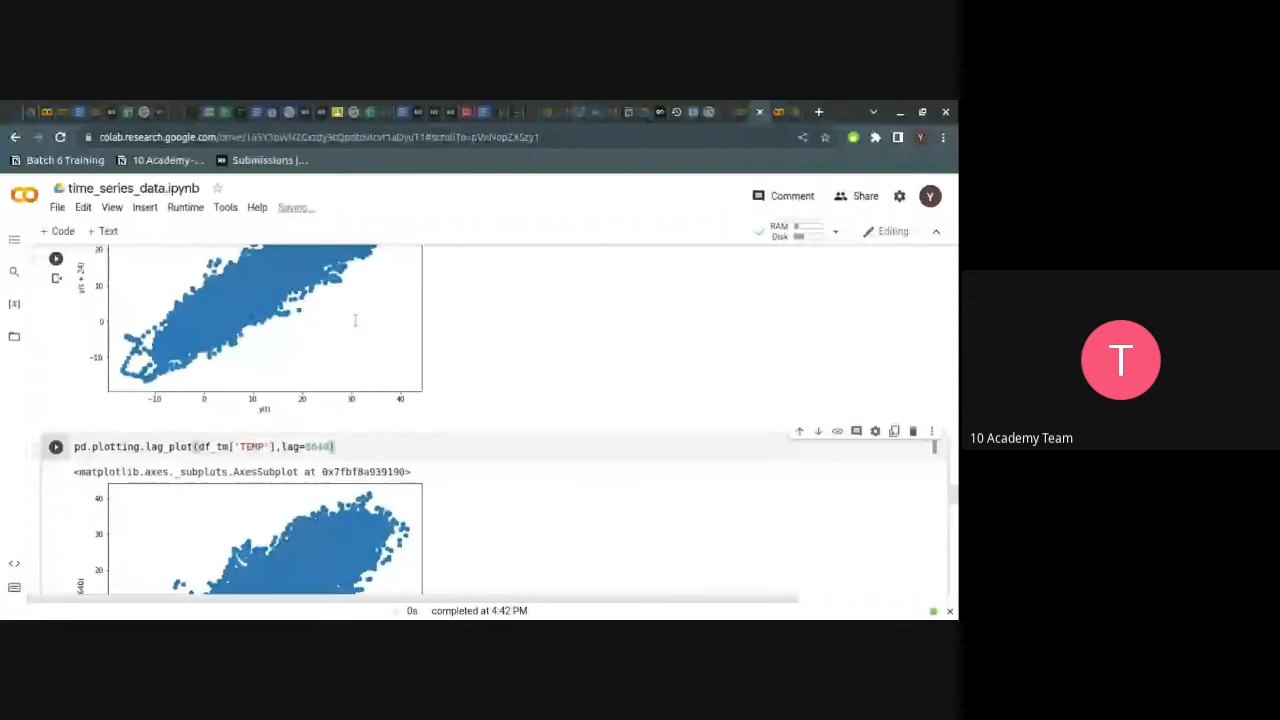 colab.research.google.com
Batch 6 Training
10 Academy-...
Submissions |...
time_series_data.ipynb
File Edit View Insert Runtime Tools Help Saving...
Comment
Share
Y
+ Code + Text
RAM
Disk
Editing
20
10
0
-10
y(t + 24)
-10 0 10 20 30 40
y(t)
pd.plotting.lag_plot(df_tm['TEMP'],lag=8640)
<matplotlib.axes._subplots.AxesSubplot at 0x7fbf8a939190>
40
30
20
640)
0s completed at 4:42 PM
T
10 Academy Team